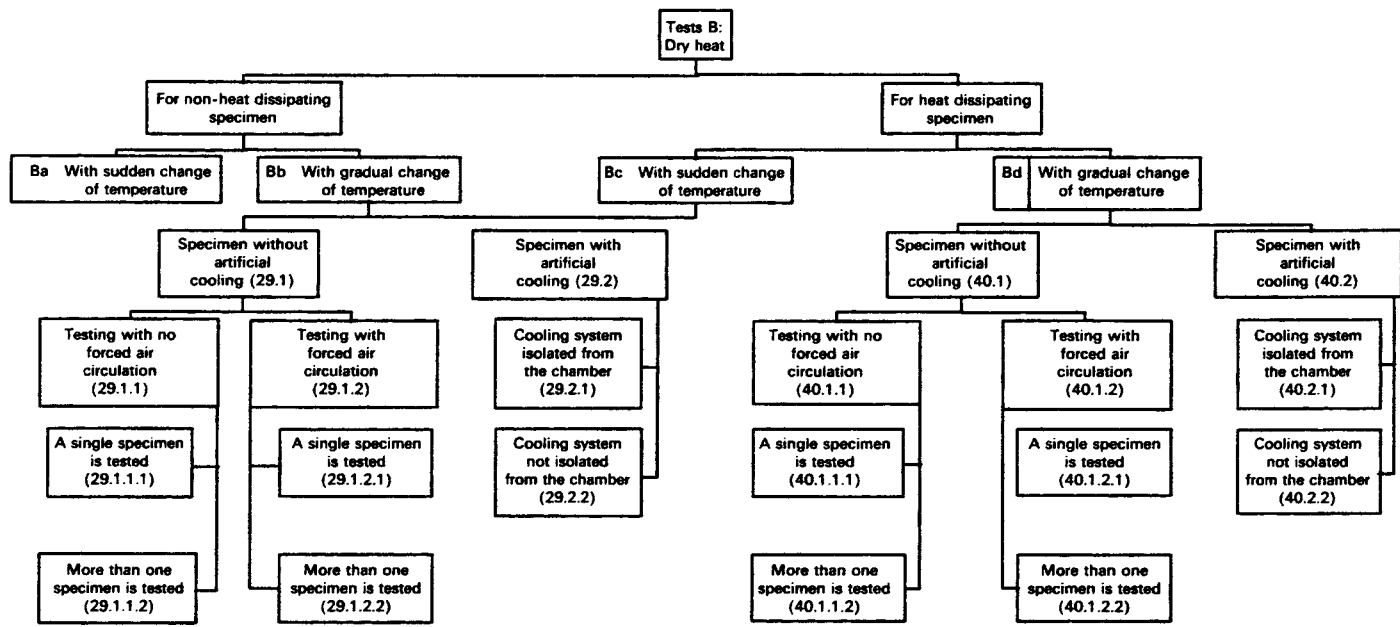 Tests B:
Dry heat
For non-heat dissipating
specimen
For heat dissipating
specimen
Ba With sudden change
of temperature
Bb With gradual change
of temperature
Bc With sudden change
of temperature
Bd With gradual change
of temperature
Specimen without
artificial
cooling (29.1)
Specimen with
artificial
cooling (29.2)
Specimen without
artificial
cooling (40.1)
Specimen with
artificial
cooling (40.2)
Testing with no
forced air
circulation
(29.1.1)
Testing with
forced air
circulation
(29.1.2)
Cooling system
isolated from
the chamber
(29.2.1)
Testing with no
forced air
circulation
(40.1.1)
Testing with
forced air
circulation
(40.1.2)
Cooling system
isolated from
the chamber
(40.2.1)
A single specimen
is tested
(29.1.1.1)
A single specimen
is tested
(29.1.2.1)
Cooling system
not isolated
from the chamber
(29.2.2)
A single specimen
is tested
(40.1.1.1)
A single specimen
is tested
(40.1.2.1)
Cooling system
not isolated
from the chamber
(40.2.2)
More than one
specimen is tested
(29.1.1.2)
More than one
specimen is tested
(29.1.2.2)
More than one
specimen is tested
(40.1.1.2)
More than one
specimen is tested
(40.1.2.2)